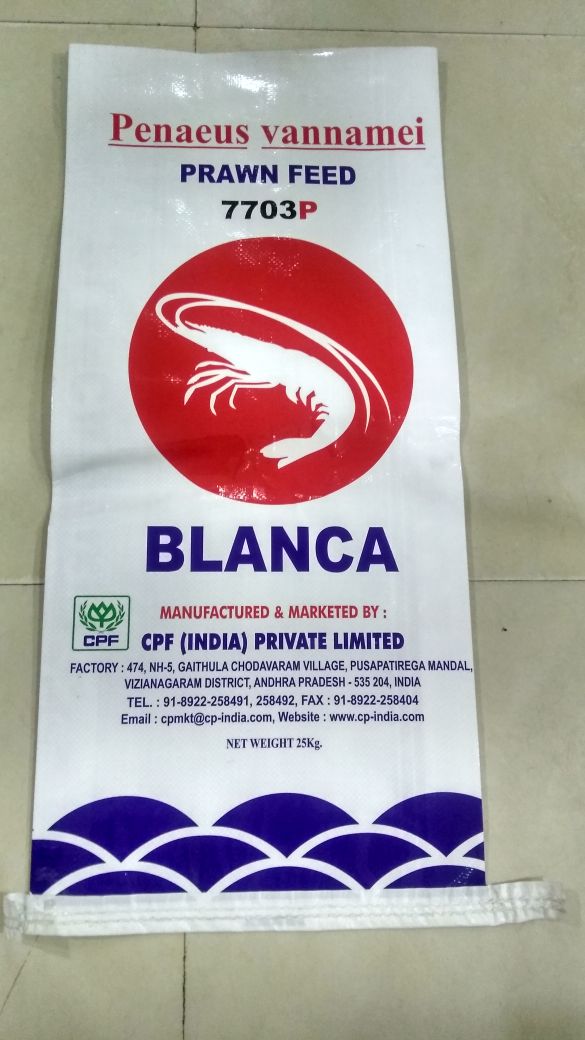 Penaeus vannamei
PRAWN FEED
7703P
BLANCA
CPF
MANUFACTURED & MARKETED BY :
CPF (INDIA) PRIVATE LIMITED
FACTORY : 474, NH-5, GAITHULA CHODAVARAM VILLAGE, PUSAPATIREGA MANDAL,
VIZIANAGARAM DISTRICT, ANDHRA PRADESH - 535 204, INDIA
TEL. : 91-8922-258491, 258492, FAX : 91-8922-258404
Email : cpmkt@cp-india.com, Website : www.cp-india.com
NET WEIGHT 25Kg.